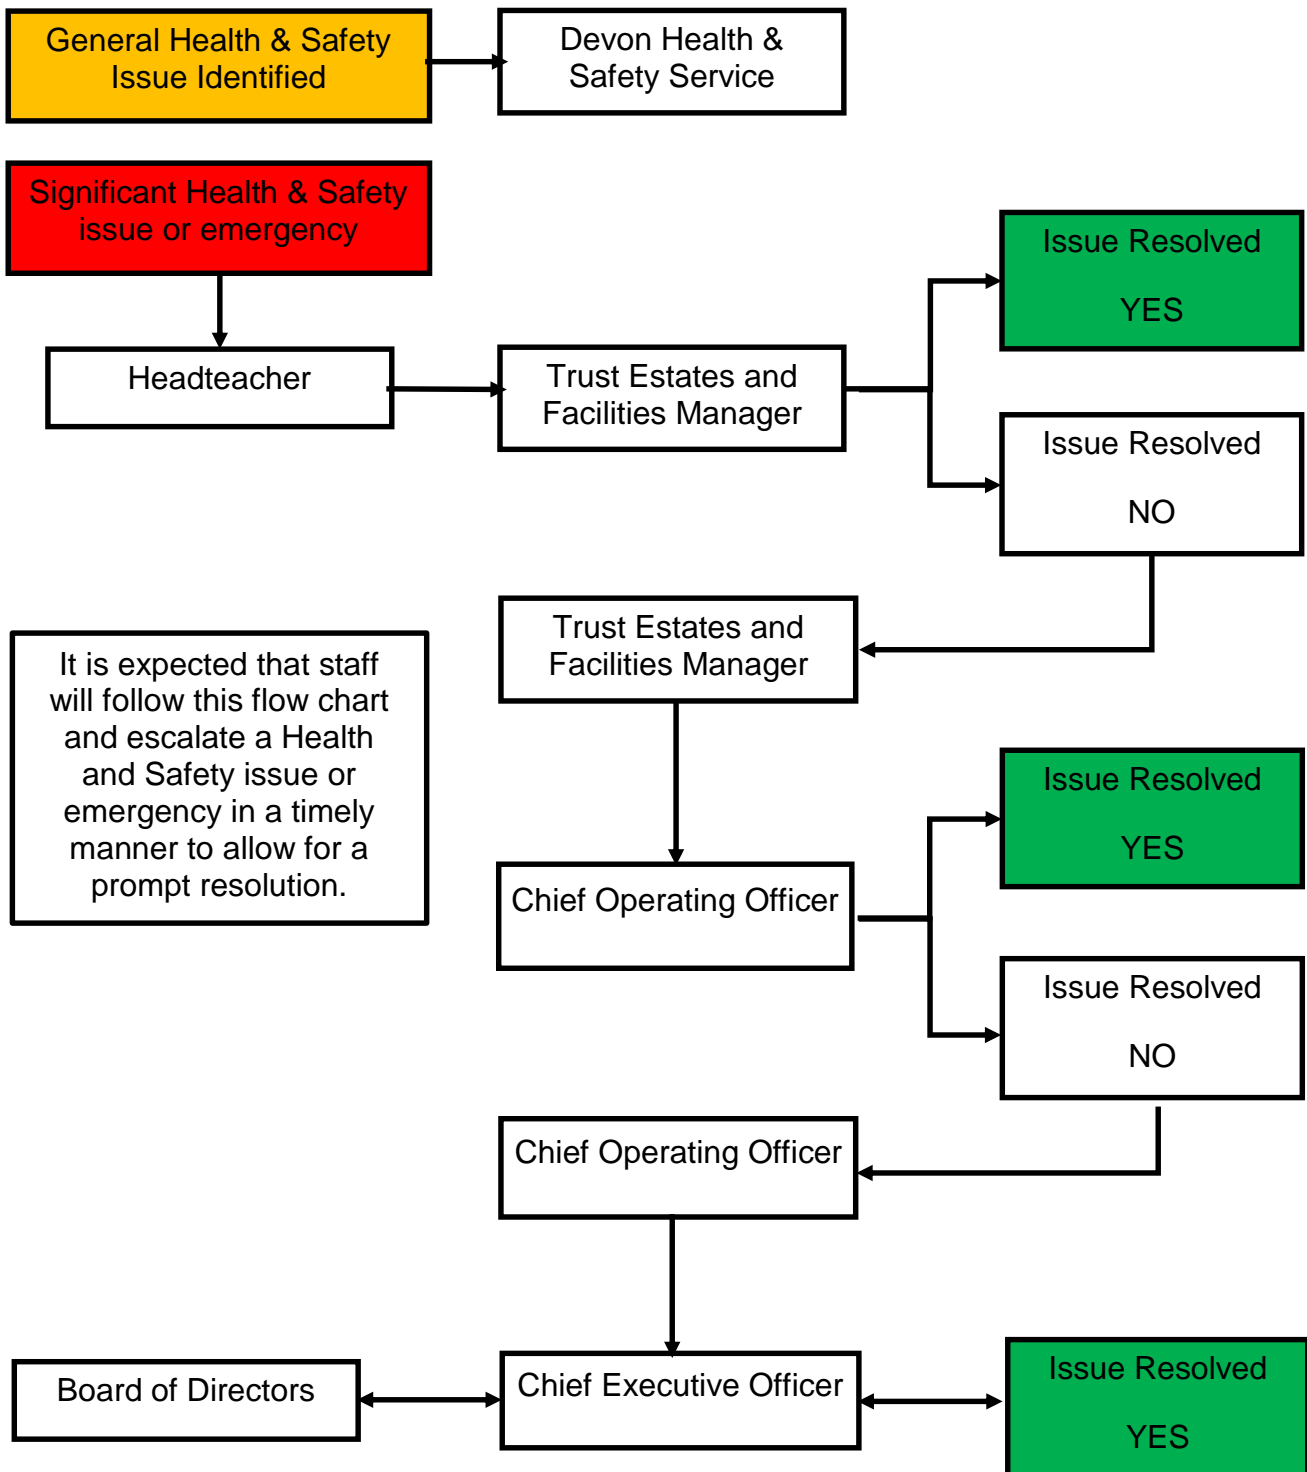 General Health & Safety
Issue Identified
Devon Health &
Safety Service
Significant Health & Safety
issue or emergency
Issue Resolved
YES
Headteacher
Trust Estates and
Facilities Manager
Issue Resolved
NO
Trust Estates and
Facilities Manager
It is expected that staff
will follow this flow chart
and escalate a Health
and Safety issue or
emergency in a timely
manner to allow for a
prompt resolution.
Issue Resolved
YES
Chief Operating Officer
Issue Resolved
NO
Chief Operating Officer
Board of Directors
Chief Executive Officer
Issue Resolved
YES